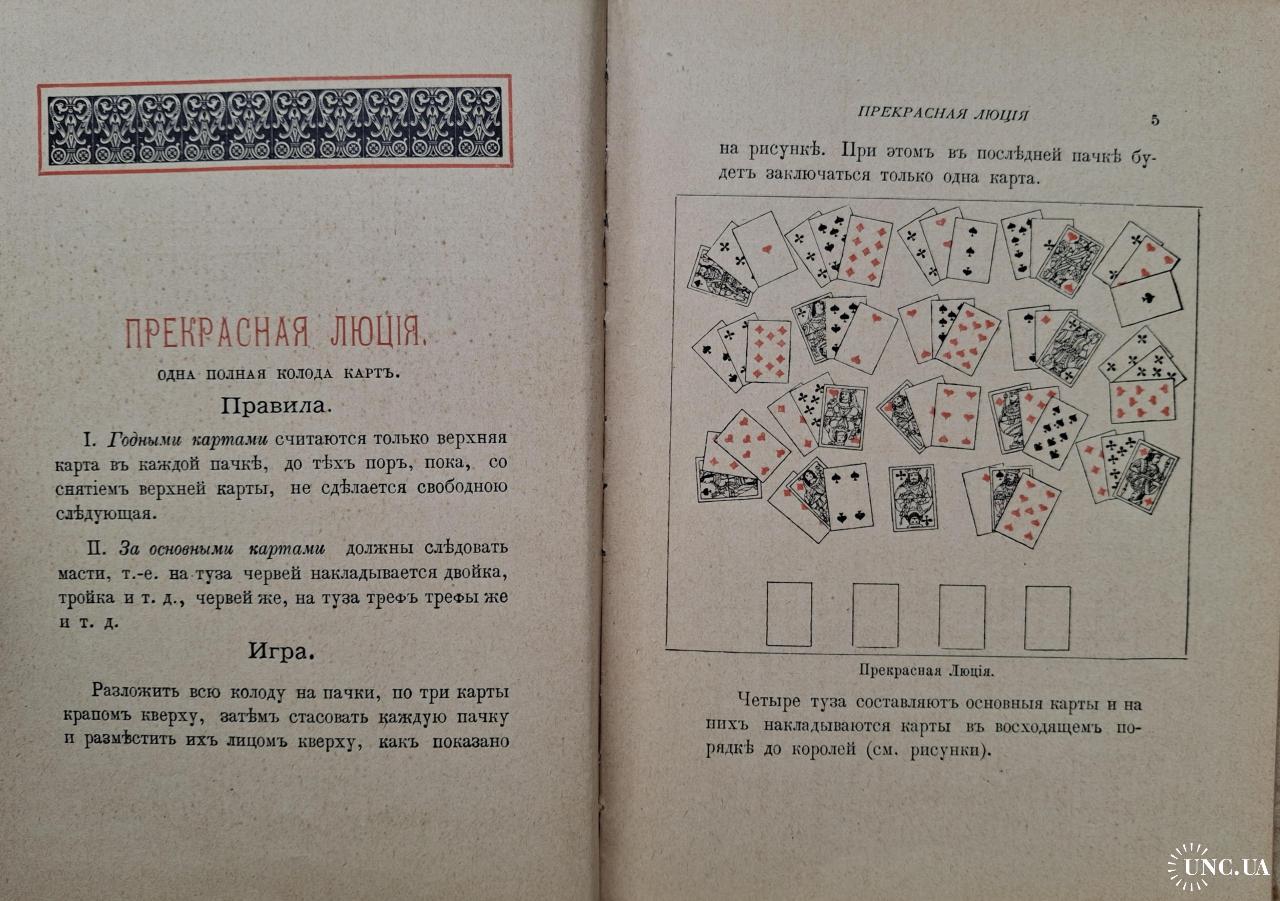 ПРЕКРАСНАЯ ЛЮЦІЯ.
ОДНА ПОЛНАЯ КОЛОДА КАРТЪ.
Правила.
I. Годными картами считаются только верхняя
карта въ каждой пачкѣ, до тѣхъ поръ, пока, со
снятіемъ верхней карты, не сдѣлается свободною
слѣдующая.
II. За основными картами должны слѣдовать
масти, т.-е. на туза червей накладывается двойка,
тройка и т. д., червей же, на туза трефъ трефы же
и т. д.
Игра.
Разложить всю колоду на пачки, по три карты
крапомъ кверху, затѣмъ стасовать каждую пачку
и размѣстить ихъ лицомъ кверху, какъ показано
ПРЕКРАСНАЯ ЛЮЦІЯ
5
на рисункѣ. При этомъ въ послѣдней пачкѣ бу-
детъ заключаться только одна карта.
Прекрасная Люція.
Четыре туза составляютъ основныя карты и на
нихъ накладываются карты въ восходящемъ по-
рядкѣ до королей (см. рисунки).
UNC.UA